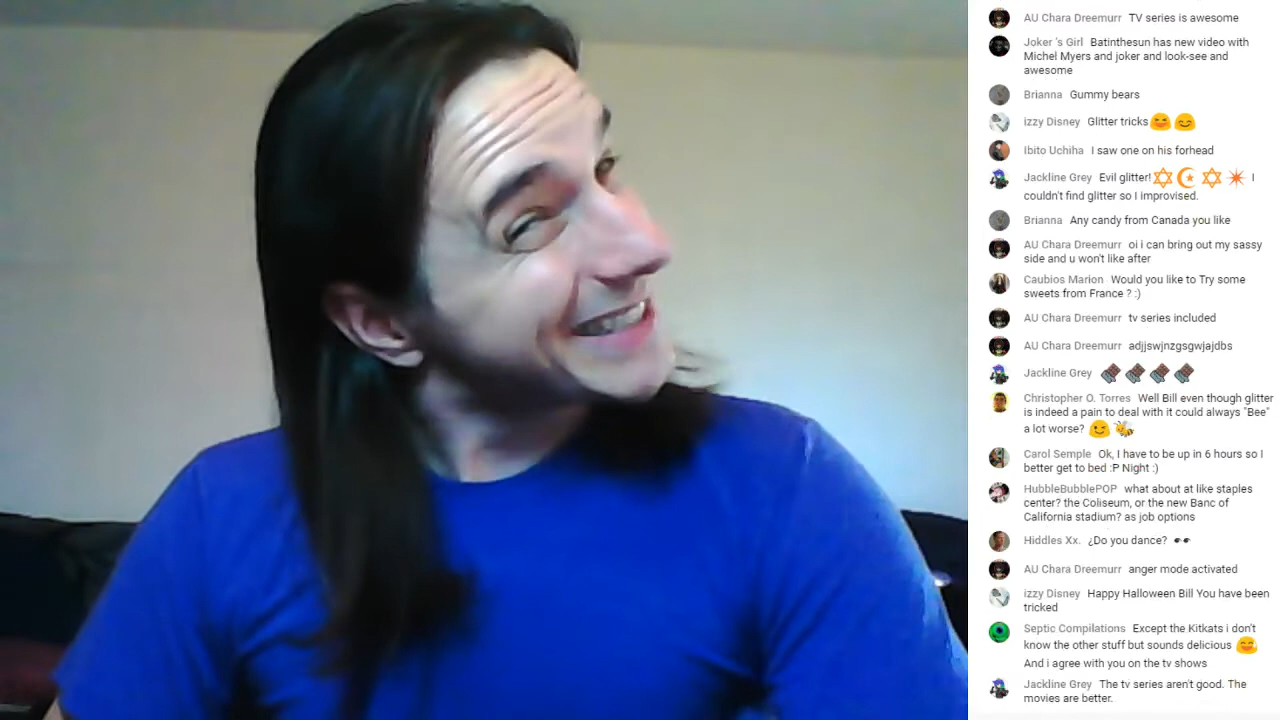 AU Chara Dreemurr TV series is awesome
Joker 's Girl Batinthesun has new video with
Michel Myers and joker and look-see and
awesome
Brianna Gummy bears
izzy Disney Glitter tricks😆😊
Ibito Uchiha I saw one on his forhead
Jackline Grey Evil glitter!🔯☪️🔯✴️ I
couldn't find glitter so I improvised.
Brianna Any candy from Canada you like
AU Chara Dreemurr oi i can bring out my sassy
side and u won't like after
Caubios Marion Would you like to Try some
sweets from France ? :)
AU Chara Dreemurr tv series included
AU Chara Dreemurr adjjswjnzgsgwjajdbs
Jackline Grey 🍫🍫🍫🍫
Christopher O. Torres Well Bill even though glitter
is indeed a pain to deal with it could always "Bee"
a lot worse? 😉🐝
Carol Semple Ok, I have to be up in 6 hours so I
better get to bed :P Night :)
HubbleBubblePOP what about at like staples
center? the Coliseum, or the new Banc of
California stadium? as job options
Hiddles Xx. ¿Do you dance? 👀
AU Chara Dreemurr anger mode activated
izzy Disney Happy Halloween Bill You have been
tricked
Septic Compilations Except the Kitkats i don't
know the other stuff but sounds delicious 😅
And i agree with you on the tv shows
Jackline Grey The tv series aren't good. The
movies are better.